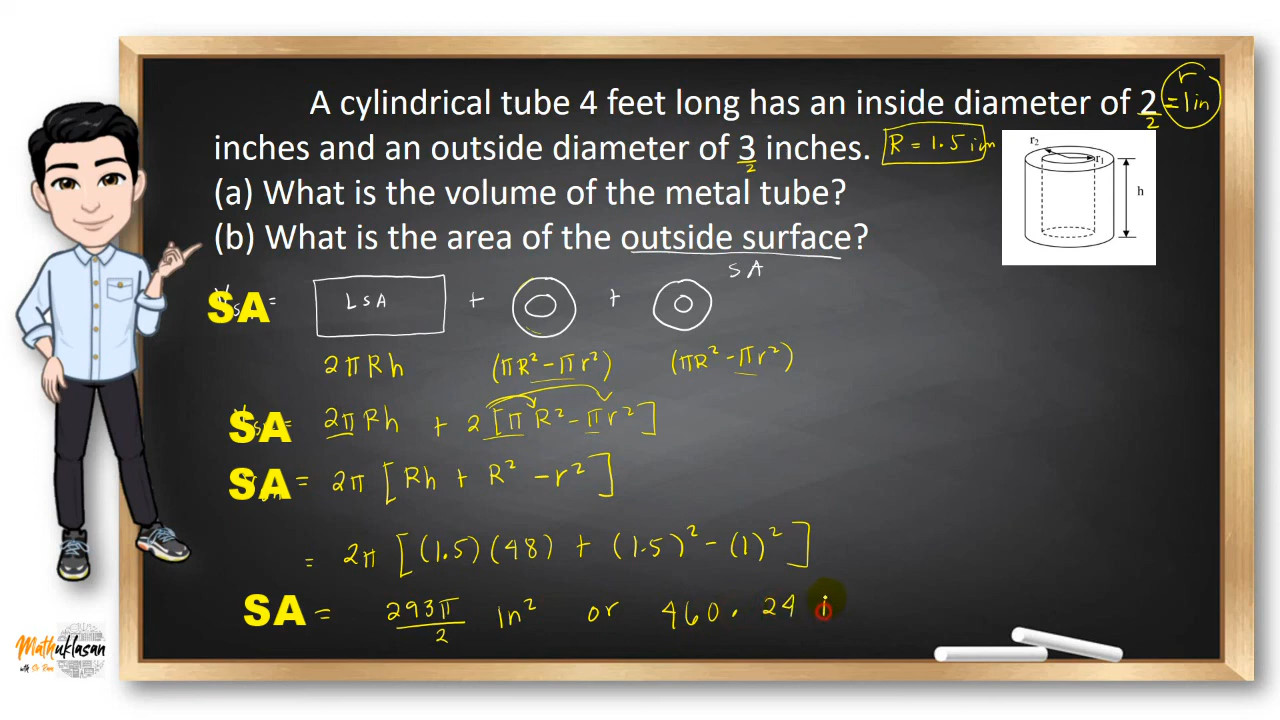 A cylindrical tube 4 feet long has an inside diameter of 2/2 = 1in r
inches and an outside diameter of 3/2 inches. R = 1.5 in
(a) What is the volume of the metal tube?
(b) What is the area of the outside surface?
SA
r₂ r₁
h
SA = LSA + +
2πRh (πR² - πr²) (πR² - πr²)
SA = 2πRh + 2[πR² - πr²]
SA = 2π [Rh + R² - r²]
= 2π [(1.5)(48) + (1.5)² - (1)²]
SA = 293π/2 in² or 460.24 i
Mathuklasan
with Sir Ram